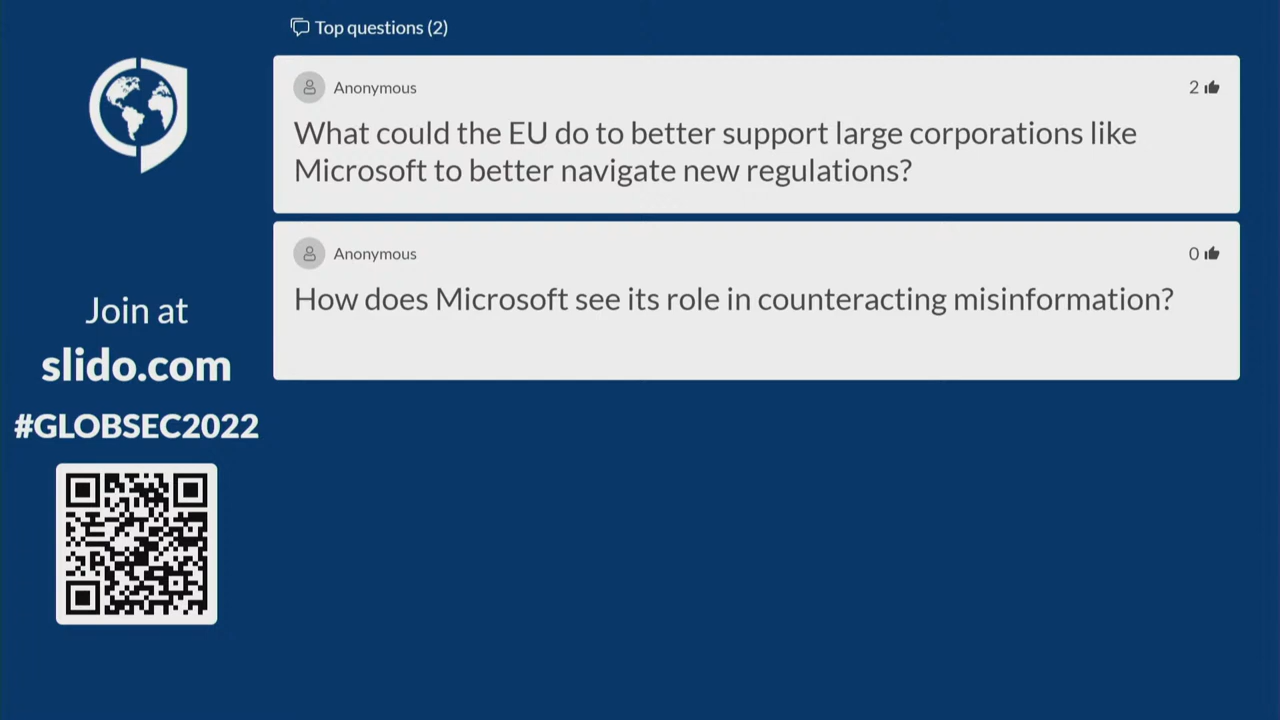 Top questions (2)
Anonymous
2
What could the EU do to better support large corporations like
Microsoft to better navigate new regulations?
Anonymous
0
How does Microsoft see its role in counteracting misinformation?
Join at
slido.com
#GLOBSEC2022